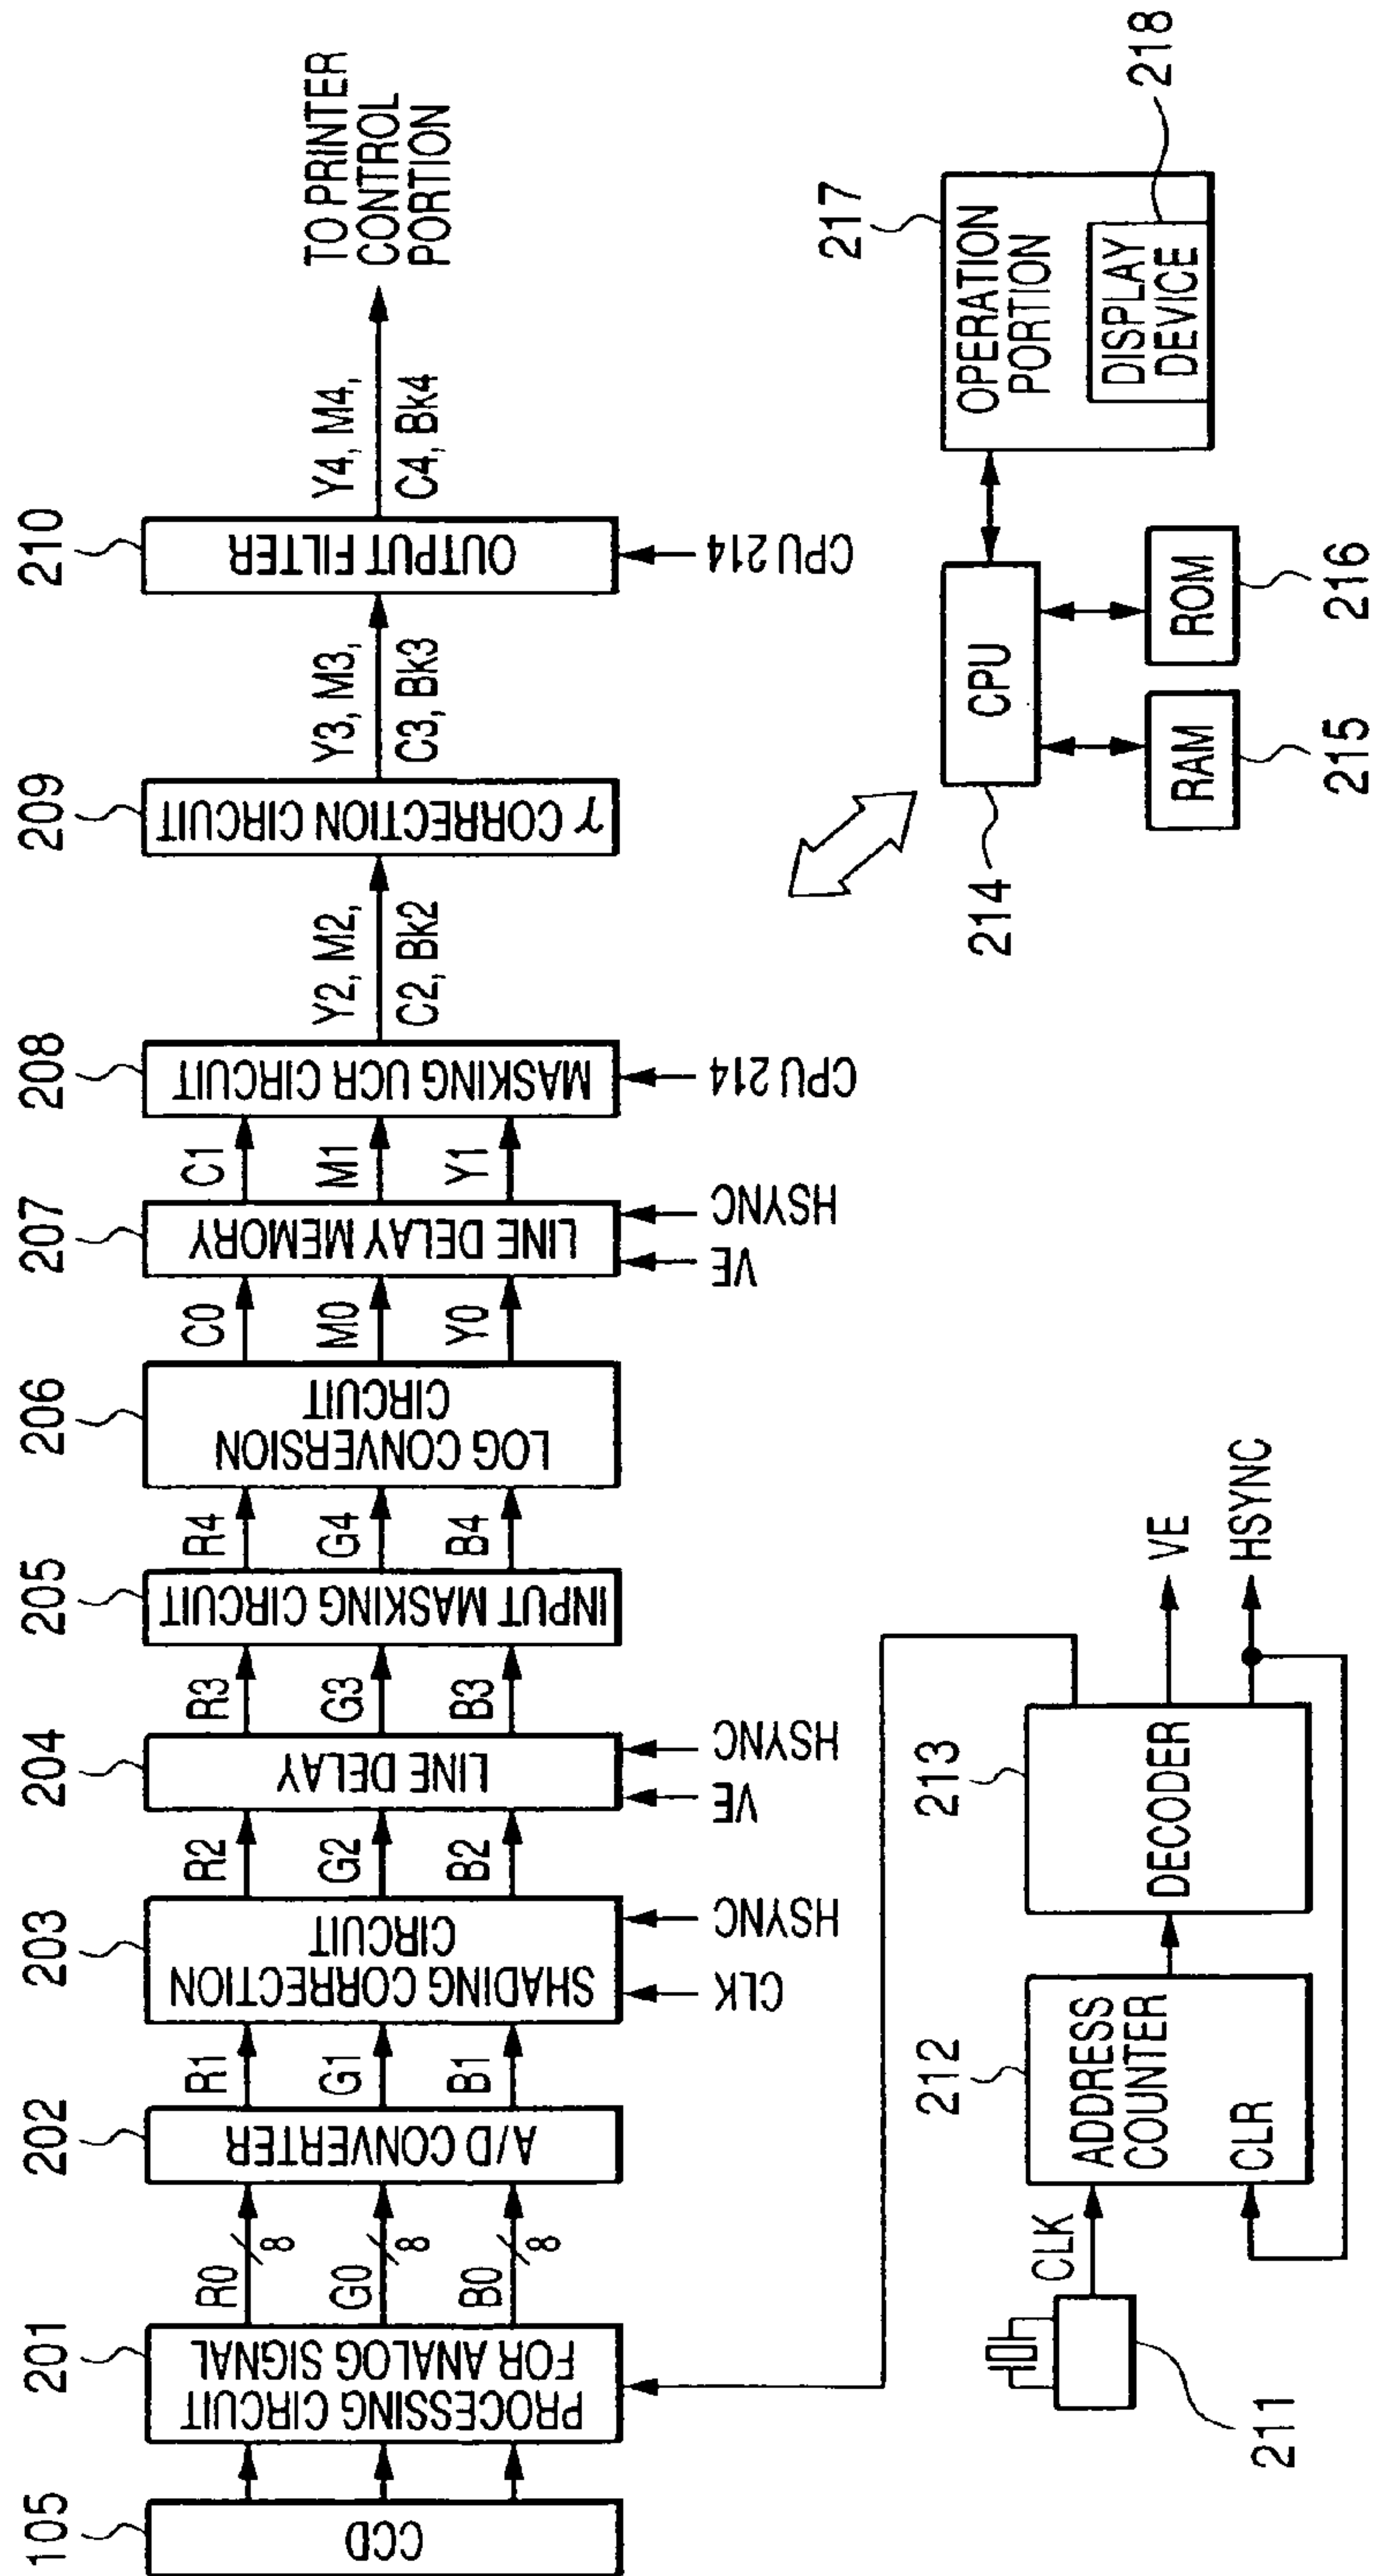 105
CCD
201
PROCESSING CIRCUIT
FOR ANALOG SIGNAL
R0
8
G0
8
B0
8
202
A/D CONVERTER
R1
G1
B1
203
SHADING CORRECTION
CIRCUIT
CLK
HSYNC
R2
G2
B2
204
LINE DELAY
VE
HSYNC
R3
G3
B3
205
INPUT MASKING CIRCUIT
R4
G4
B4
206
LOG CONVERSION
CIRCUIT
C0
M0
Y0
207
LINE DELAY MEMORY
VE
HSYNC
C1
M1
Y1
208
MASKING UCR CIRCUIT
CPU 214
Y2, M2,
C2, Bk2
209
γ CORRECTION CIRCUIT
Y3, M3,
C3, Bk3
210
OUTPUT FILTER
CPU 214
Y4, M4,
C4, Bk4
TO PRINTER
CONTROL
PORTION
211
CLK
212
ADDRESS
COUNTER
CLR
213
DECODER
VE
HSYNC
214
CPU
RAM
215
ROM
216
217
OPERATION
PORTION
DISPLAY
DEVICE
218